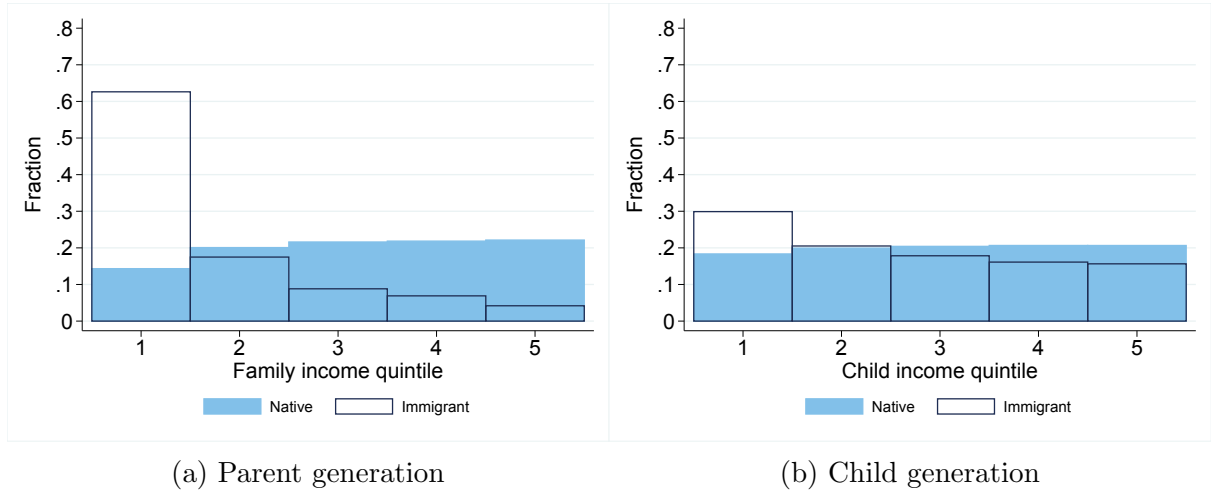 .8
.7
.6
.5
.4
.3
.2
.1
0
Fraction
1 2 3 4 5
Family income quintile
Native Immigrant
(a) Parent generation
.8
.7
.6
.5
.4
.3
.2
.1
0
Fraction
1 2 3 4 5
Child income quintile
Native Immigrant
(b) Child generation